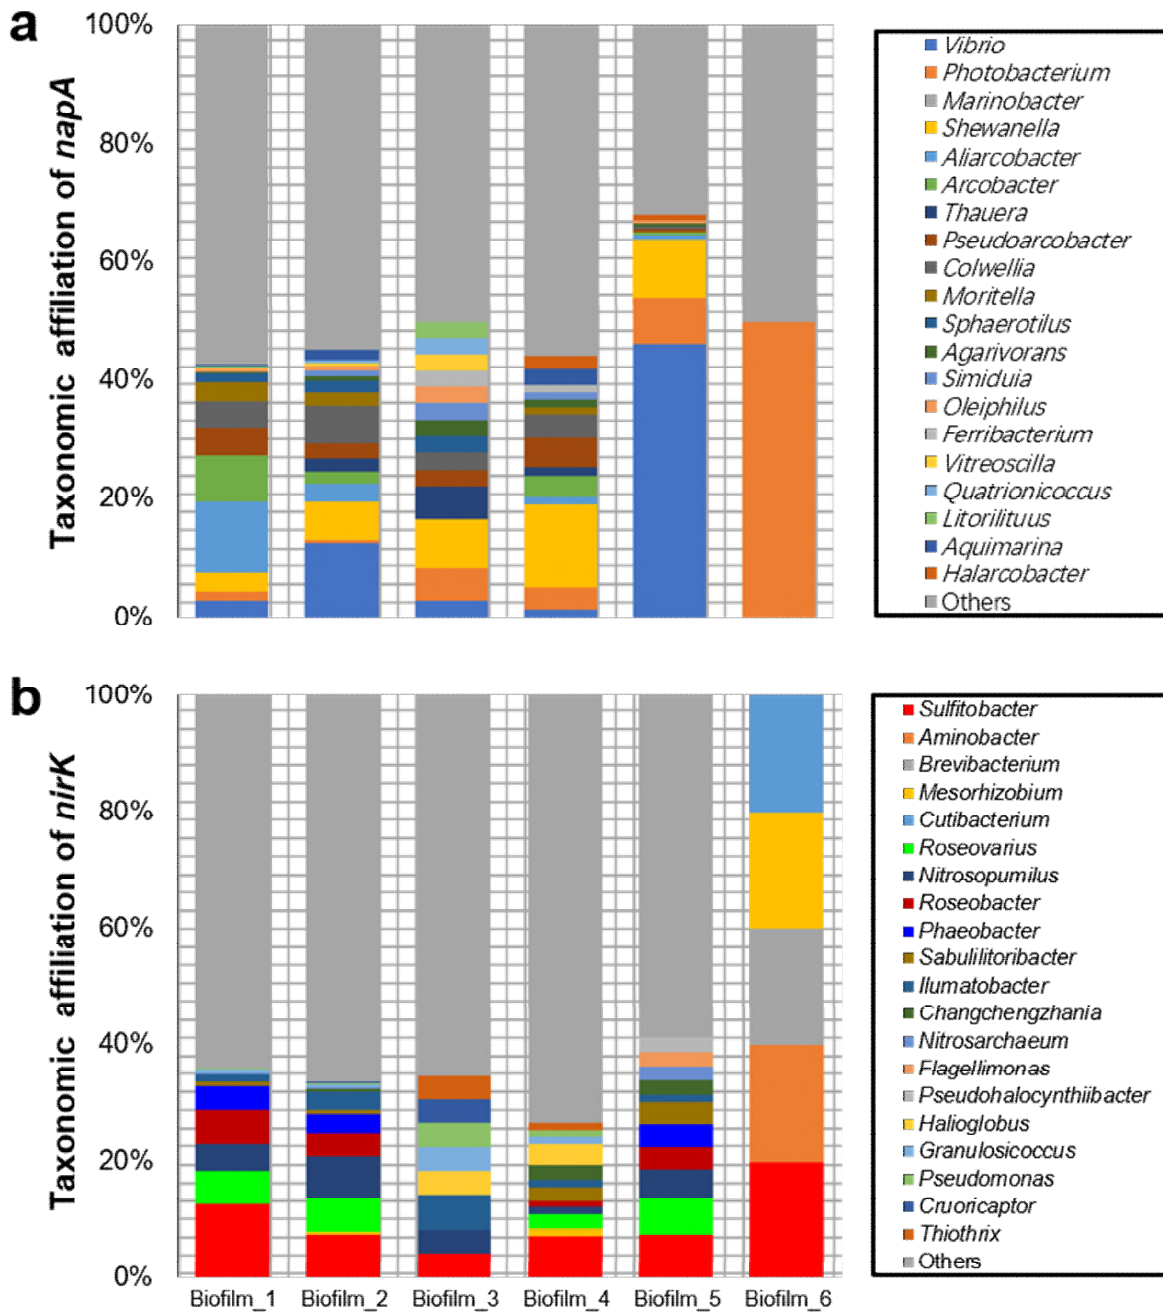 a
Taxonomic affiliation of napA
100%
80%
60%
40%
20%
0%
Vibrio
Photobacterium
Marinobacter
Shewanella
Aliarcobacter
Arcobacter
Thauera
Pseudoarcobacter
Colwellia
Moritella
Sphaerotilus
Agarivorans
Simiduia
Oleiphilus
Ferribacterium
Vitreoscilla
Quatrionicoccus
Litorilituus
Aquimarina
Halarcobacter
Others
b
Taxonomic affiliation of nirK
100%
80%
60%
40%
20%
0%
Biofilm_1 Biofilm_2 Biofilm_3 Biofilm_4 Biofilm_5 Biofilm_6
Sulfitobacter
Aminobacter
Brevibacterium
Mesorhizobium
Cutibacterium
Roseovarius
Nitrosopumilus
Roseobacter
Phaeobacter
Sabulilitoribacter
Ilumatobacter
Changchengzhania
Nitrosarchaeum
Flagellimonas
Pseudohalocynthiibacter
Halioglobus
Granulosicoccus
Pseudomonas
Cruoricaptor
Thiothrix
Others